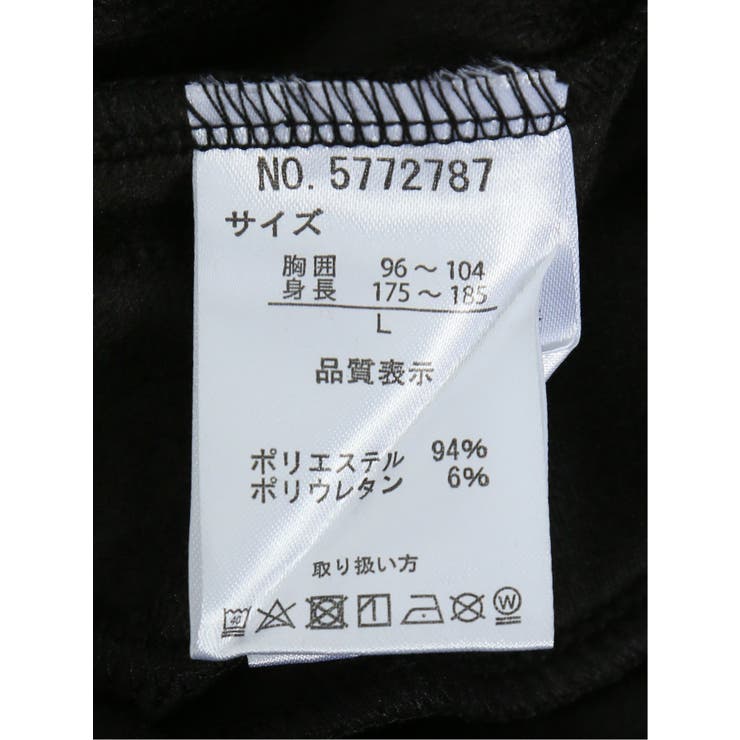 NO. 5772787
サイズ
胸囲 96～104
身長 175～185
L
品質表示
ポリエステル 94%
ポリウレタン 6%
取り扱い方
40 W